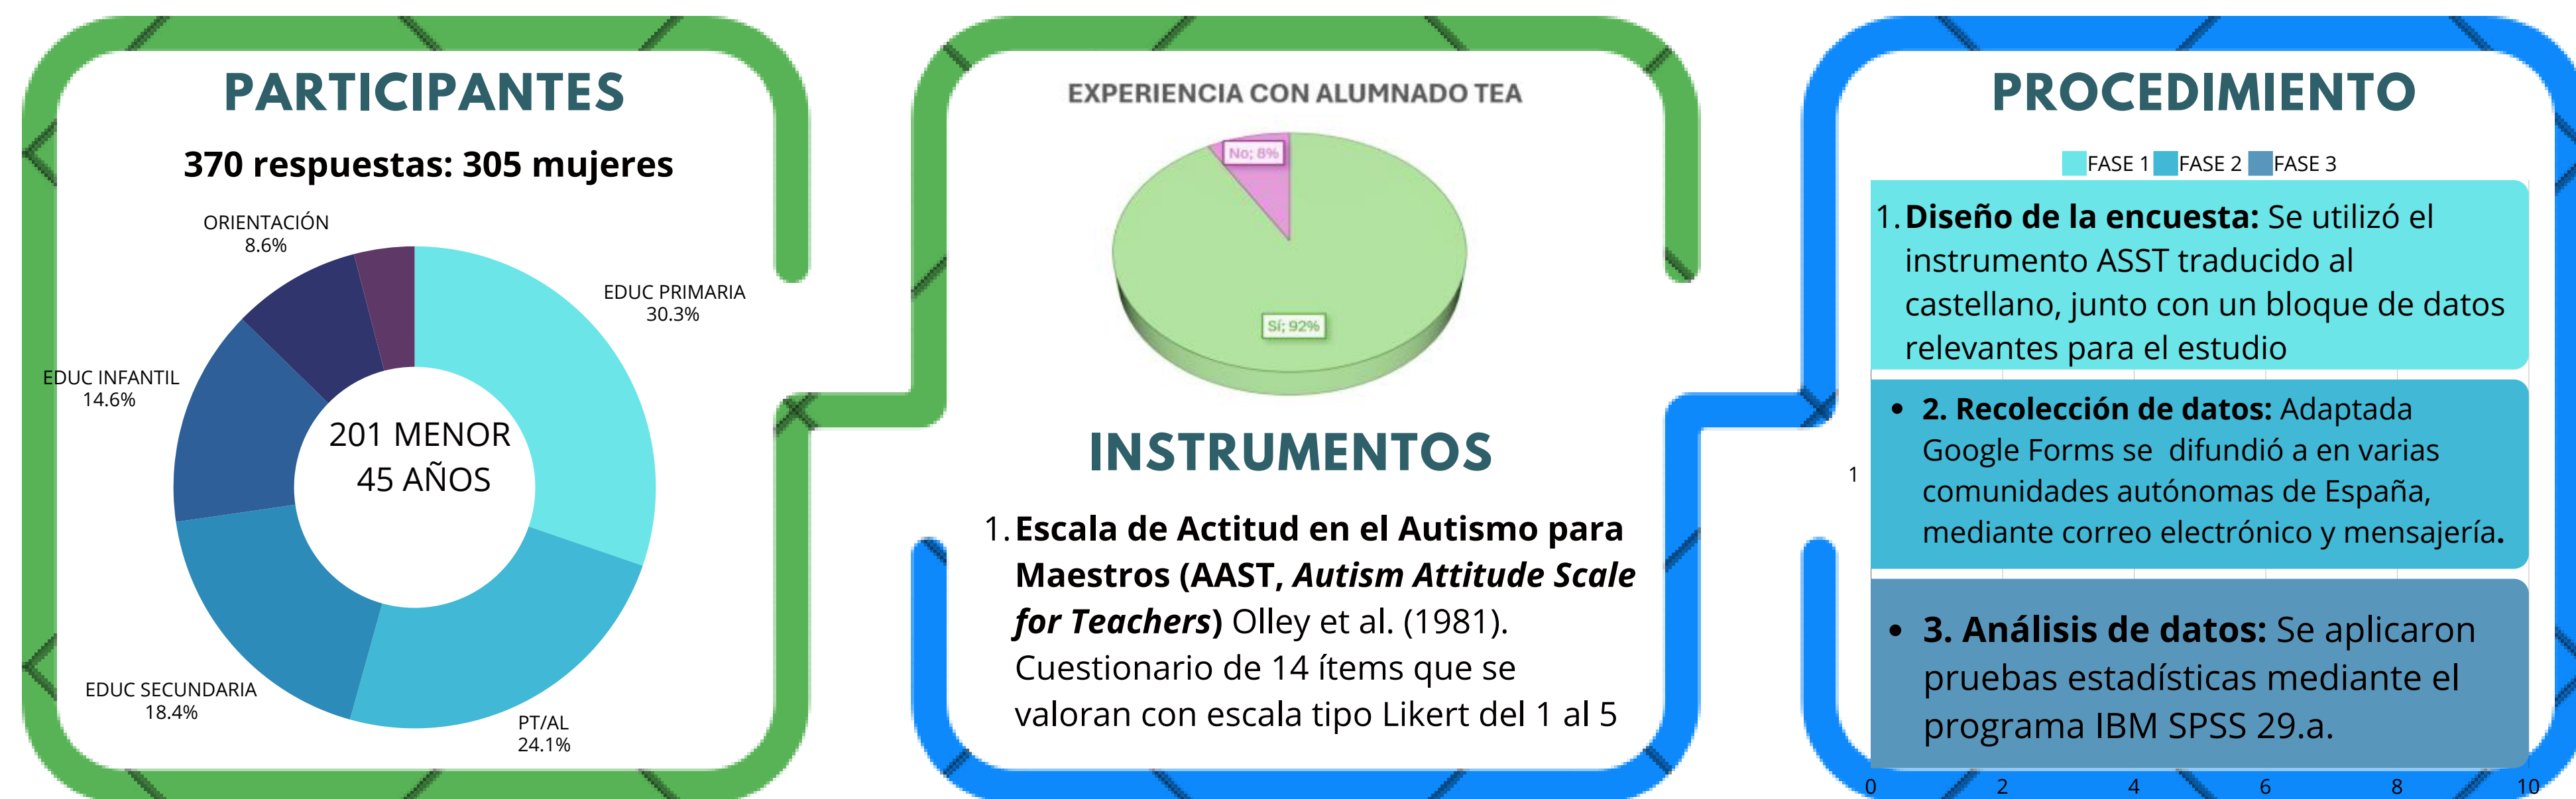 PARTICIPANTES
370 respuestas: 305 mujeres
ORIENTACIÓN
8.6%
EDUC PRIMARIA
30.3%
EDUC INFANTIL
14.6%
201 MENOR
45 AÑOS
EDUC SECUNDARIA
18.4%
PT/AL
24.1%
EXPERIENCIA CON ALUMNADO TEA
No; 8%
Sí; 92%
INSTRUMENTOS
1. Escala de Actitud en el Autismo para
Maestros (AAST, Autism Attitude Scale
for Teachers) Olley et al. (1981).
Cuestionario de 14 ítems que se
valoran con escala tipo Likert del 1 al 5
PROCEDIMIENTO
FASE 1 FASE 2 FASE 3
1. Diseño de la encuesta: Se utilizó el
instrumento ASST traducido al
castellano, junto con un bloque de datos
relevantes para el estudio
• 2. Recolección de datos: Adaptada
Google Forms se difundió a en varias
comunidades autónomas de España,
mediante correo electrónico y mensajería.
1
• 3. Análisis de datos: Se aplicaron
pruebas estadísticas mediante el
programa IBM SPSS 29.a.
0 2 4 6 8 10